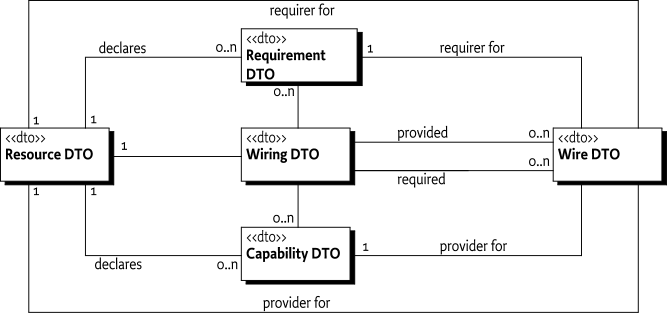 requirer for
declares
0..n
<<dto>>
Requirement
DTO
1
requirer for
0..n
1
1
<<dto>>
Resource DTO
1
<<dto>>
Wiring DTO
provided
0..n
<<dto>>
Wire DTO
0..n
required
1
1
0..n
<<dto>>
Capability DTO
1
provider for
declares
0..n
provider for